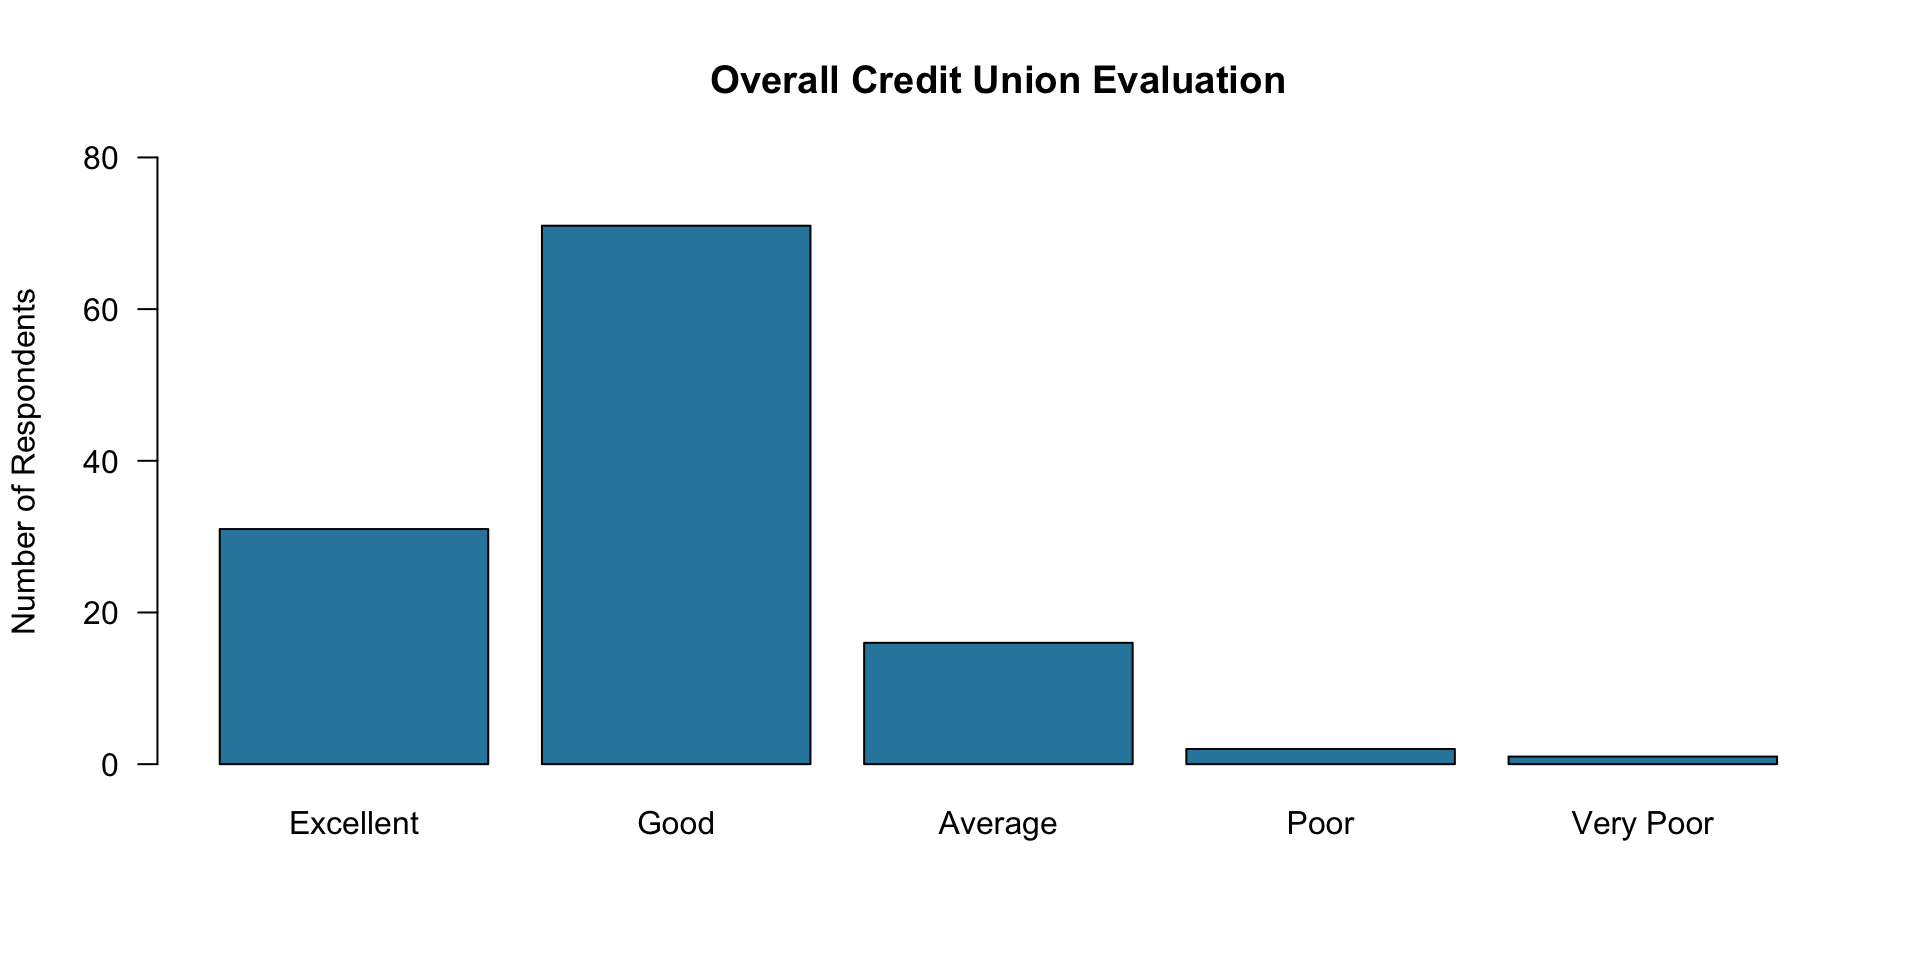 Overall Credit Union Evaluation
80
60
40
20
0
Number of Respondents
Excellent
Good
Average
Poor
Very Poor